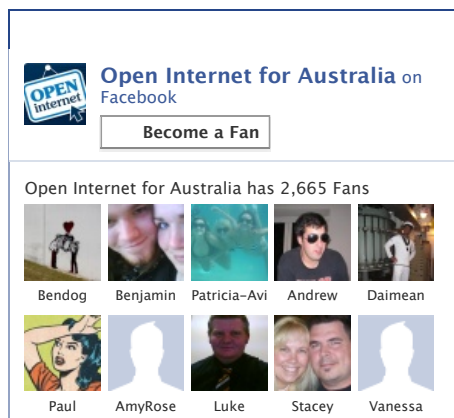 OPEN
internet
Open Internet for Australia on
Facebook
Become a Fan
Open Internet for Australia has 2,665 Fans
Bendog Benjamin Patricia-Avi Andrew Daimean
Paul AmyRose Luke Stacey Vanessa